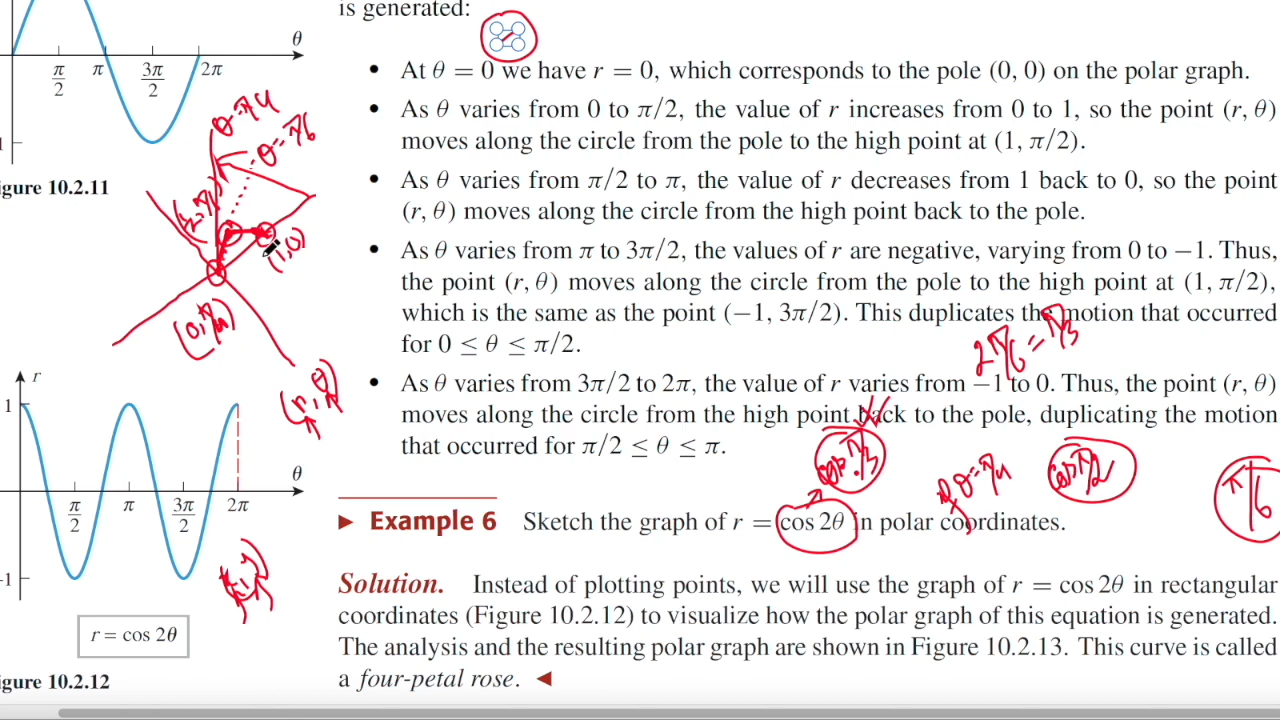 is generated:
θ
π/2 π 3π/2 2π
• At θ = 0 we have r = 0, which corresponds to the pole (0, 0) on the polar graph.
• As θ varies from 0 to π/2, the value of r increases from 0 to 1, so the point (r, θ)
moves along the circle from the pole to the high point at (1, π/2).
θ=π/4
θ=π/6
igure 10.2.11
• As θ varies from π/2 to π, the value of r decreases from 1 back to 0, so the point
(r, θ) moves along the circle from the high point back to the pole.
(1,0)
• As θ varies from π to 3π/2, the values of r are negative, varying from 0 to −1. Thus,
the point (r, θ) moves along the circle from the pole to the high point at (1, π/2),
which is the same as the point (−1, 3π/2). This duplicates the motion that occurred
for 0 ≤ θ ≤ π/2.
(0, π/4)
2π/6 = π/3
• As θ varies from 3π/2 to 2π, the value of r varies from −1 to 0. Thus, the point (r, θ)
moves along the circle from the high point back to the pole, duplicating the motion
that occurred for π/2 ≤ θ ≤ π.
(r, θ)
r
1
θ
π/2 π 3π/2 2π
−1
cos π/3
θ=π/4
cos π/2
π/6
► Example 6 Sketch the graph of r = cos 2θ in polar coordinates.
(x, y)
Solution. Instead of plotting points, we will use the graph of r = cos 2θ in rectangular
coordinates (Figure 10.2.12) to visualize how the polar graph of this equation is generated.
The analysis and the resulting polar graph are shown in Figure 10.2.13. This curve is called
a four-petal rose. ◄
r = cos 2θ
igure 10.2.12